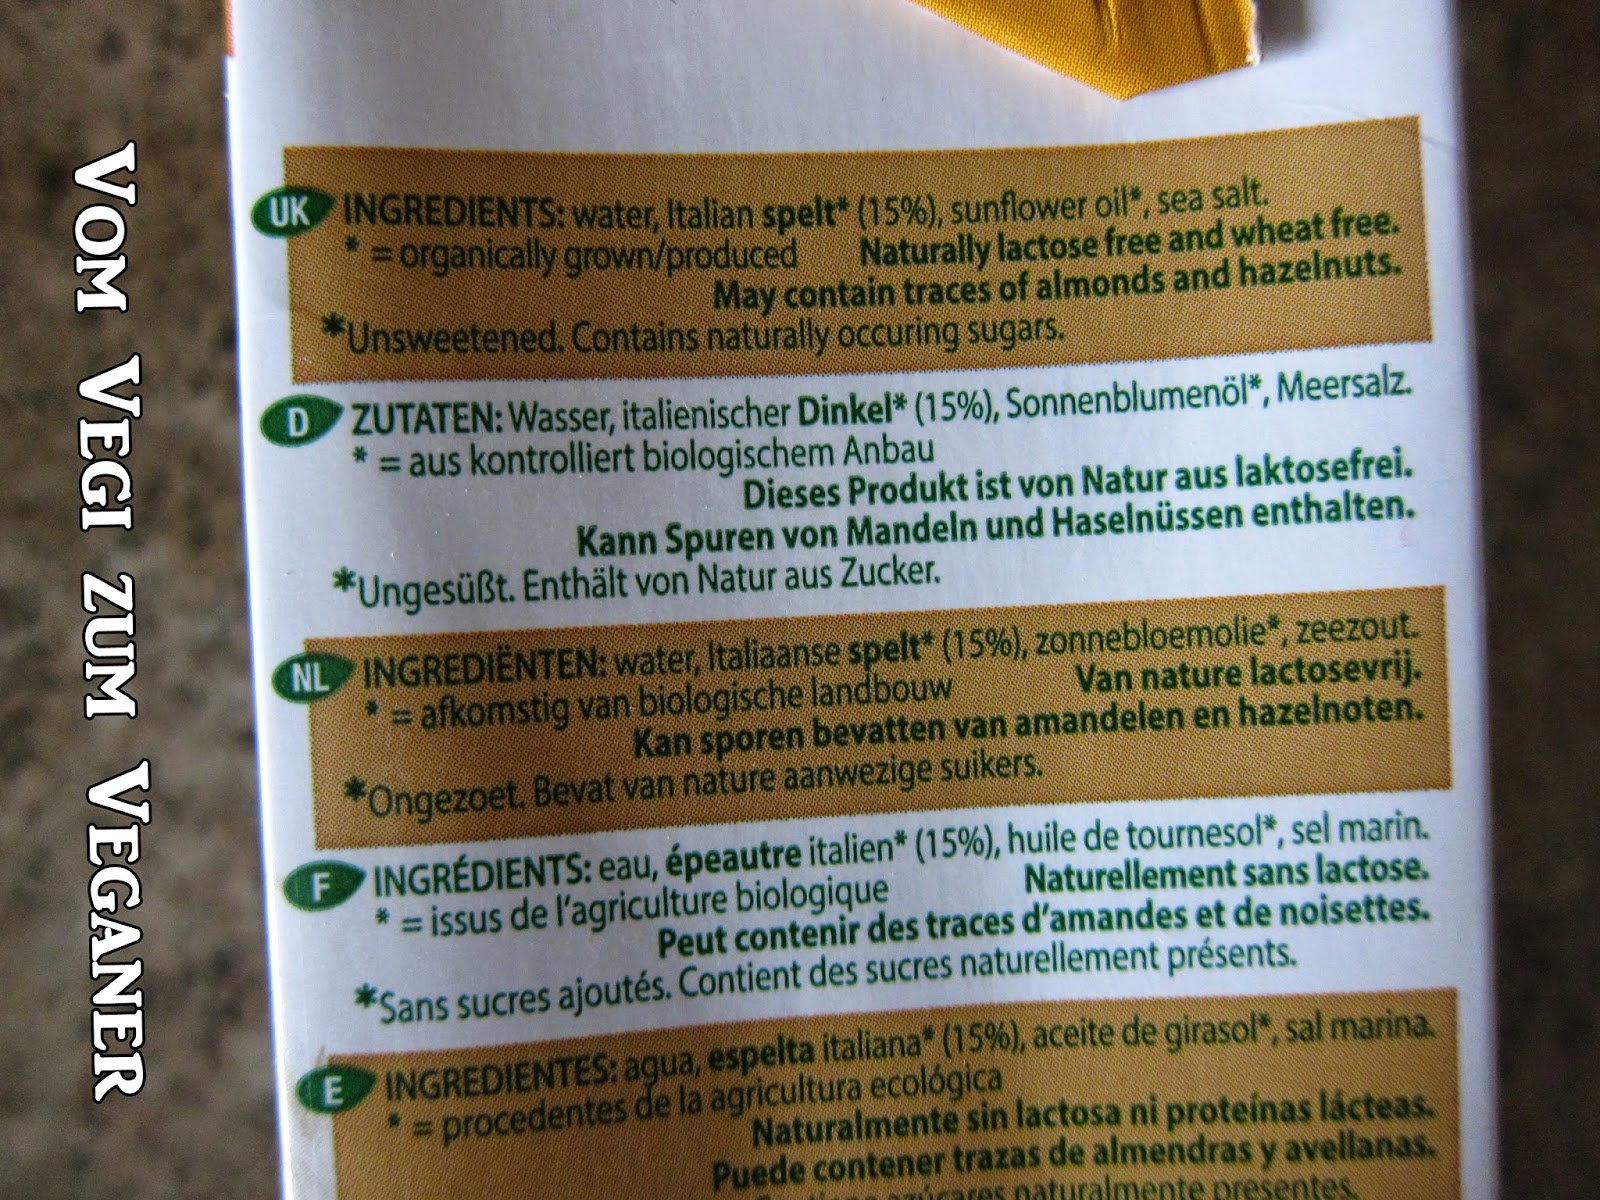 VOM VEGI ZUM VEGANER
UK INGREDIENTS: water, Italian spelt* (15%), sunflower oil*, sea salt.
* = organically grown/produced Naturally lactose free and wheat free.
May contain traces of almonds and hazelnuts.
*Unsweetened. Contains naturally occuring sugars.
D ZUTATEN: Wasser, italienischer Dinkel* (15%), Sonnenblumenöl*, Meersalz.
* = aus kontrolliert biologischem Anbau
Dieses Produkt ist von Natur aus laktosefrei.
Kann Spuren von Mandeln und Haselnüssen enthalten.
*Ungesüßt. Enthält von Natur aus Zucker.
NL INGREDIËNTEN: water, Italiaanse spelt* (15%), zonnebloemolie*, zeezout.
* = afkomstig van biologische landbouw Van nature lactosevrij.
Kan sporen bevatten van amandelen en hazelnoten.
*Ongezoet. Bevat van nature aanwezige suikers.
F INGRÉDIENTS: eau, épeautre italien* (15%), huile de tournesol*, sel marin.
* = issus de l'agriculture biologique Naturellement sans lactose.
Peut contenir des traces d'amandes et de noisettes.
*Sans sucres ajoutés. Contient des sucres naturellement présents.
E INGREDIENTES: agua, espelta italiana* (15%), aceite de girasol*, sal marina.
* = procedentes de la agricultura ecológica
Naturalmente sin lactosa ni proteínas lácteas.
Puede contener trazas de almendras y avellanas.
Contiene azúcares naturalmente presentes.